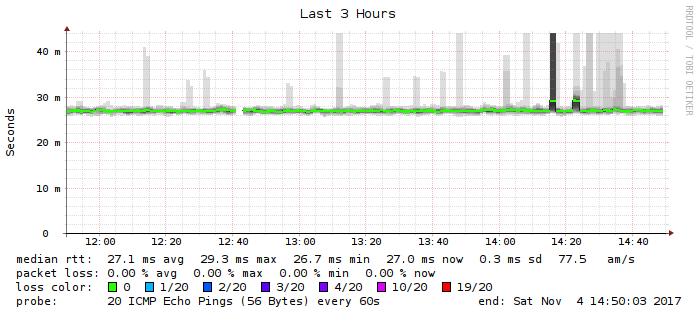 Last 3 Hours
RRDTOOL / TOBI OETIKER
Seconds
40 m
30 m
20 m
10 m
0
12:00 12:20 12:40 13:00 13:20 13:40 14:00 14:20 14:40
median rtt: 27.1 ms avg 29.3 ms max 26.7 ms min 27.0 ms now 0.3 ms sd 77.5 am/s
packet loss: 0.00 % avg 0.00 % max 0.00 % min 0.00 % now
loss color: 0 1/20 2/20 3/20 4/20 10/20 19/20
probe: 20 ICMP Echo Pings (56 Bytes) every 60s end: Sat Nov 4 14:50:03 2017